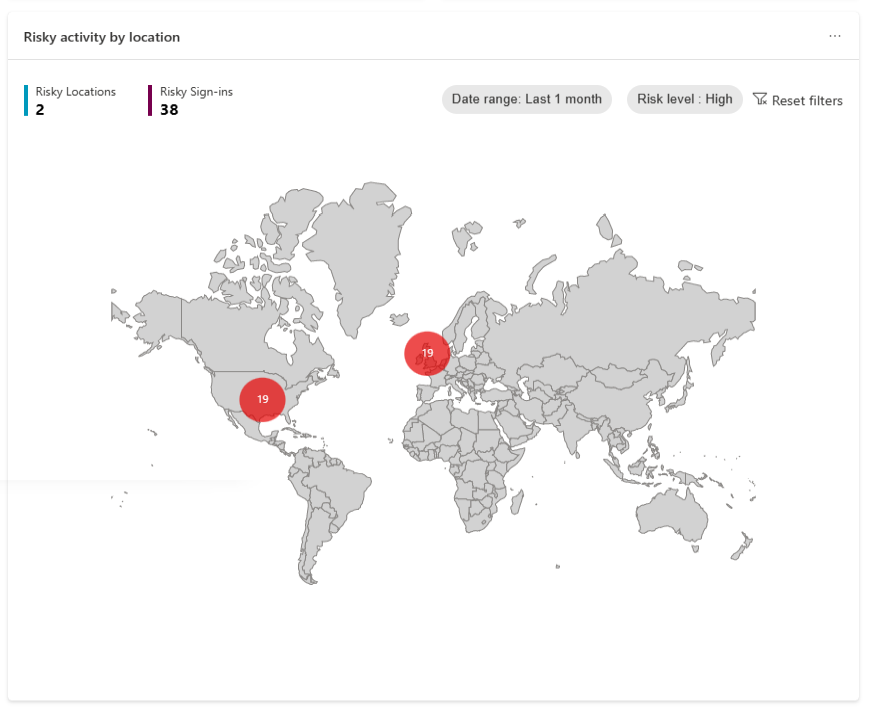 Risky activity by location
...
Risky Locations
2
Risky Sign-ins
38
Date range: Last 1 month
Risk level : High
Reset filters
19
19